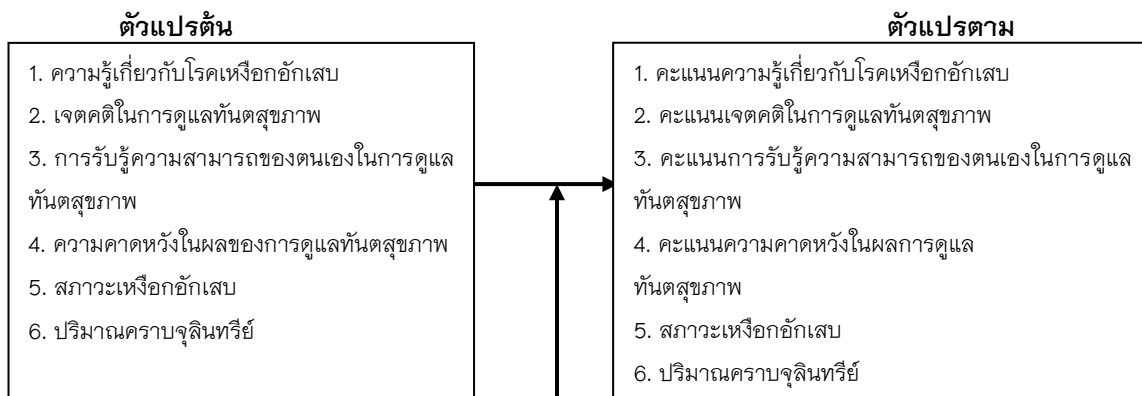 ตัวแปรต้น
1. ความรู้เกี่ยวกับโรคเหงือกอักเสบ
2. เจตคติในการดูแลทันตสุขภาพ
3. การรับรู้ความสามารถของตนเองในการดูแล
ทันตสุขภาพ
4. ความคาดหวังในผลของการดูแลทันตสุขภาพ
5. สภาวะเหงือกอักเสบ
6. ปริมาณคราบจุลินทรีย์
ตัวแปรตาม
1. คะแนนความรู้เกี่ยวกับโรคเหงือกอักเสบ
2. คะแนนเจตคติในการดูแลทันตสุขภาพ
3. คะแนนการรับรู้ความสามารถของตนเองในการดูแล
ทันตสุขภาพ
4. คะแนนความคาดหวังในผลการดูแล
ทันตสุขภาพ
5. สภาวะเหงือกอักเสบ
6. ปริมาณคราบจุลินทรีย์